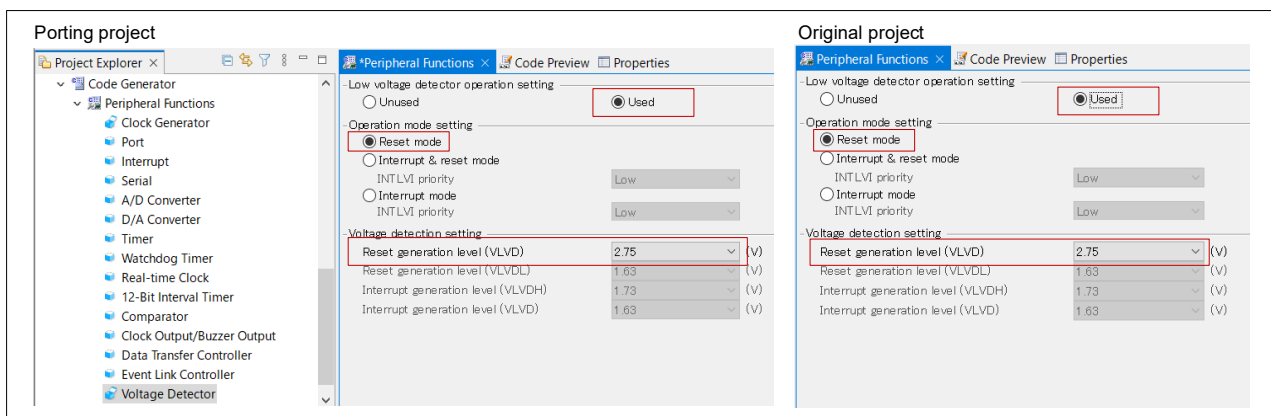 Porting project
Project Explorer ×
Code Generator
Peripheral Functions
Clock Generator
Port
Interrupt
Serial
A/D Converter
D/A Converter
Timer
Watchdog Timer
Real-time Clock
12-Bit Interval Timer
Comparator
Clock Output/Buzzer Output
Data Transfer Controller
Event Link Controller
Voltage Detector
*Peripheral Functions × Code Preview Properties
Low voltage detector operation setting
Unused Used
Operation mode setting
Reset mode
Interrupt & reset mode
INTLVI priority Low
Interrupt mode
INTLVI priority Low
Voltage detection setting
Reset generation level (VLVD) 2.75 (V)
Reset generation level (VLVDL) 1.63 (V)
Interrupt generation level (VLVDH) 1.73 (V)
Interrupt generation level (VLVD) 1.63 (V)
Original project
Peripheral Functions × Code Preview Properties
Low voltage detector operation setting
Unused Used
Operation mode setting
Reset mode
Interrupt & reset mode
INTLVI priority Low
Interrupt mode
INTLVI priority Low
Voltage detection setting
Reset generation level (VLVD) 2.75 (V)
Reset generation level (VLVDL) 1.63 (V)
Interrupt generation level (VLVDH) 1.73 (V)
Interrupt generation level (VLVD) 1.63 (V)